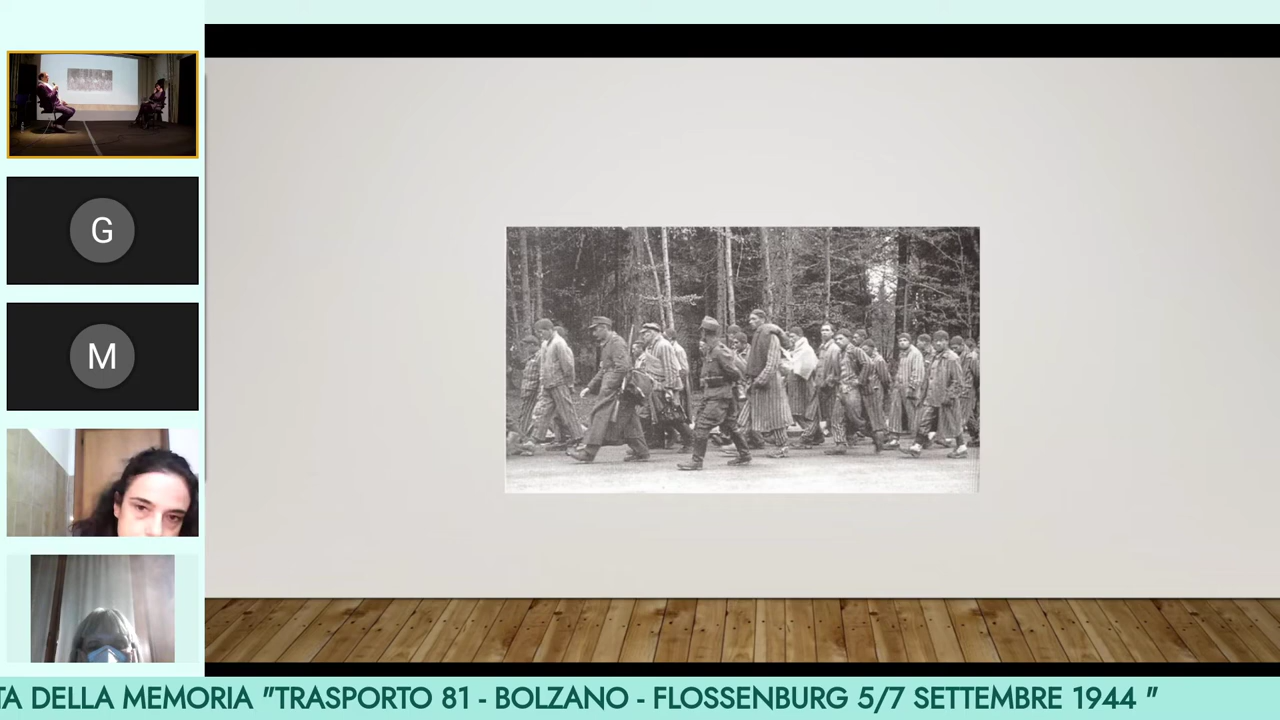 G
M
TA DELLA MEMORIA "TRASPORTO 81 - BOLZANO - FLOSSENBURG 5/7 SETTEMBRE 1944 "